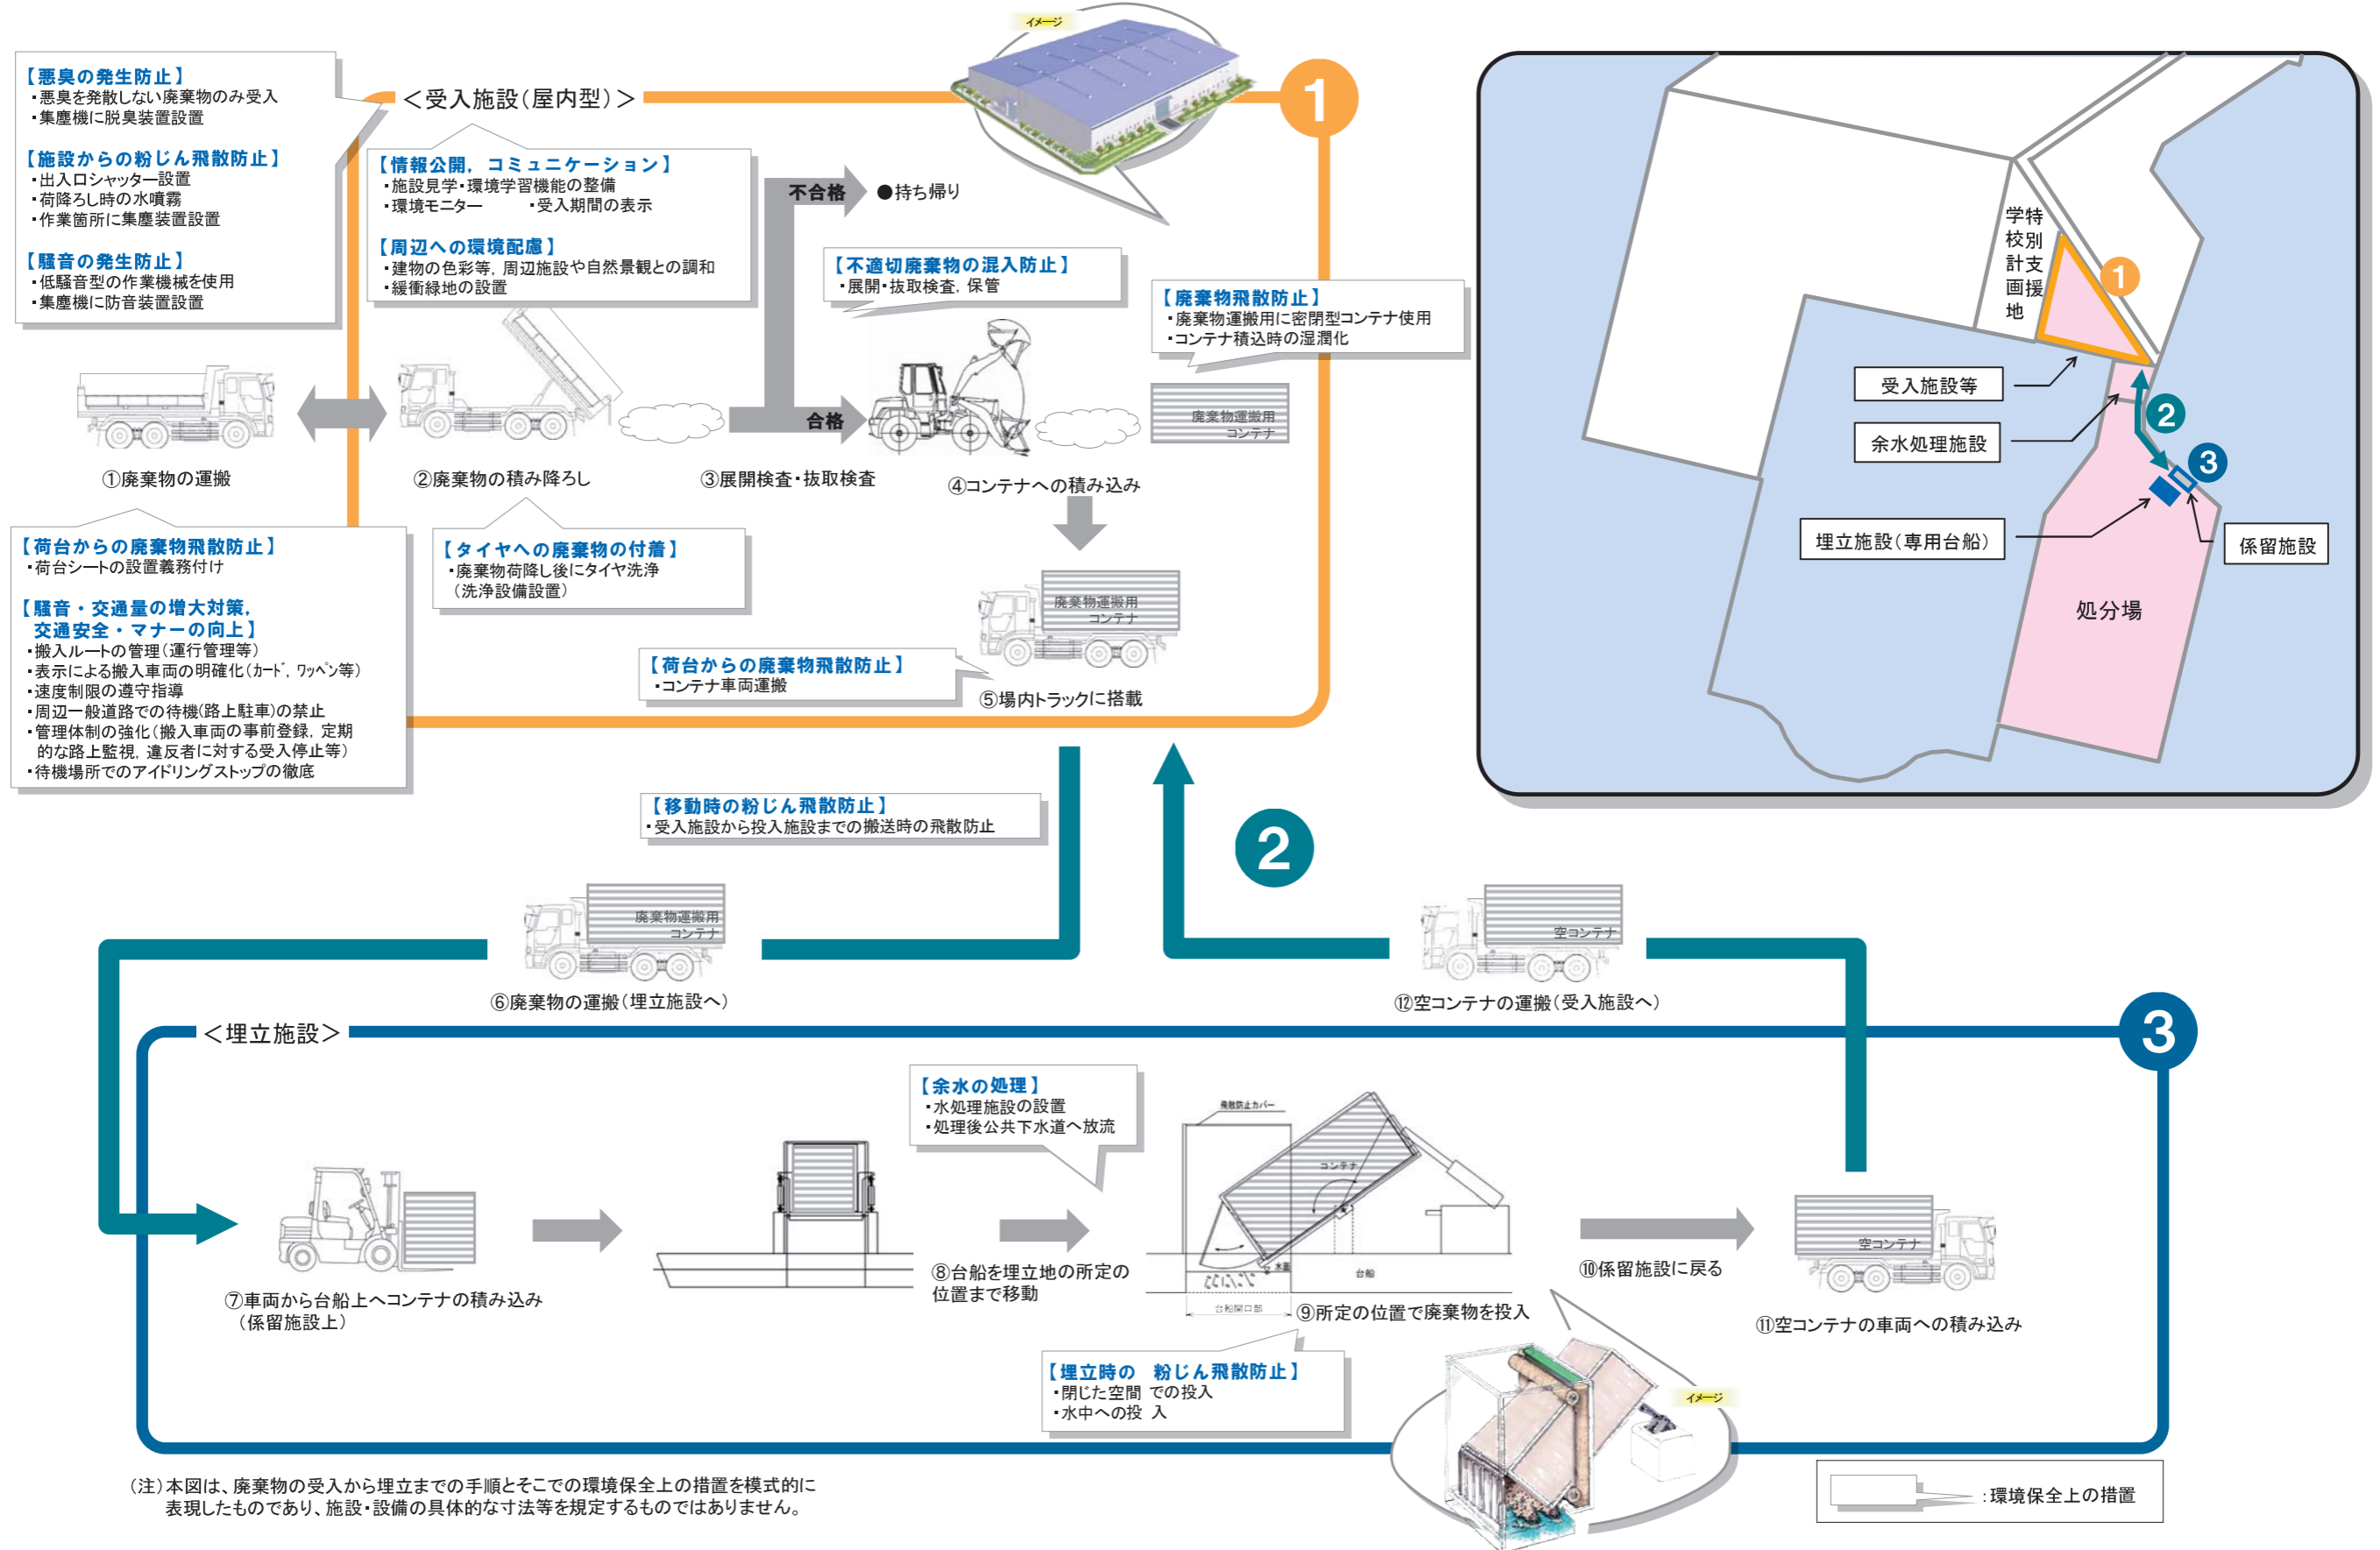 イメージ
【悪臭の発生防止】
・悪臭を発散しない廃棄物のみ受入
・集塵機に脱臭装置設置
【施設からの粉じん飛散防止】
・出入口シャッター設置
・荷降ろし時の水噴霧
・作業箇所に集塵装置設置
【騒音の発生防止】
・低騒音型の作業機械を使用
・集塵機に防音装置設置
＜受入施設（屋内型）＞
1
【情報公開，コミュニケーション】
・施設見学・環境学習機能の整備
・環境モニター ・受入期間の表示
【周辺への環境配慮】
・建物の色彩等，周辺施設や自然景観との調和
・緩衝緑地の設置
不合格
●持ち帰り
【不適切廃棄物の混入防止】
・展開・抜取検査，保管
【廃棄物飛散防止】
・廃棄物運搬用に密閉型コンテナ使用
・コンテナ積込時の湿潤化
合格
廃棄物運搬用
コンテナ
①廃棄物の運搬
②廃棄物の積み降ろし
③展開検査・抜取検査
④コンテナへの積み込み
【荷台からの廃棄物飛散防止】
・荷台シートの設置義務付け
【騒音・交通量の増大対策，
交通安全・マナーの向上】
・搬入ルートの管理（運行管理等）
・表示による搬入車両の明確化（カード，ワッペン等）
・速度制限の遵守指導
・周辺一般道路での待機（路上駐車）の禁止
・管理体制の強化（搬入車両の事前登録，定期
的な路上監視，違反者に対する受入停止等）
・待機場所でのアイドリングストップの徹底
【タイヤへの廃棄物の付着】
・廃棄物荷降し後にタイヤ洗浄
（洗浄設備設置）
廃棄物運搬用
コンテナ
【荷台からの廃棄物飛散防止】
・コンテナ車両運搬
⑤場内トラックに搭載
特別支援
学校計画地
1
受入施設等
2
余水処理施設
3
埋立施設（専用台船）
係留施設
処分場
【移動時の粉じん飛散防止】
・受入施設から投入施設までの搬送時の飛散防止
2
廃棄物運搬用
コンテナ
⑥廃棄物の運搬（埋立施設へ）
空コンテナ
⑫空コンテナの運搬（受入施設へ）
＜埋立施設＞
3
【余水の処理】
・水処理施設の設置
・処理後公共下水道へ放流
飛散防止カバー
コンテナ
水面
台船
台船開口部
空コンテナ
⑦車両から台船上へコンテナの積み込み
（係留施設上）
⑧台船を埋立地の所定の
位置まで移動
⑨所定の位置で廃棄物を投入
⑩係留施設に戻る
⑪空コンテナの車両への積み込み
【埋立時の 粉じん飛散防止】
・閉じた空間 での投入
・水中への投 入
イメージ
（注）本図は、廃棄物の受入から埋立までの手順とそこでの環境保全上の措置を模式的に
表現したものであり、施設・設備の具体的な寸法等を規定するものではありません。
：環境保全上の措置